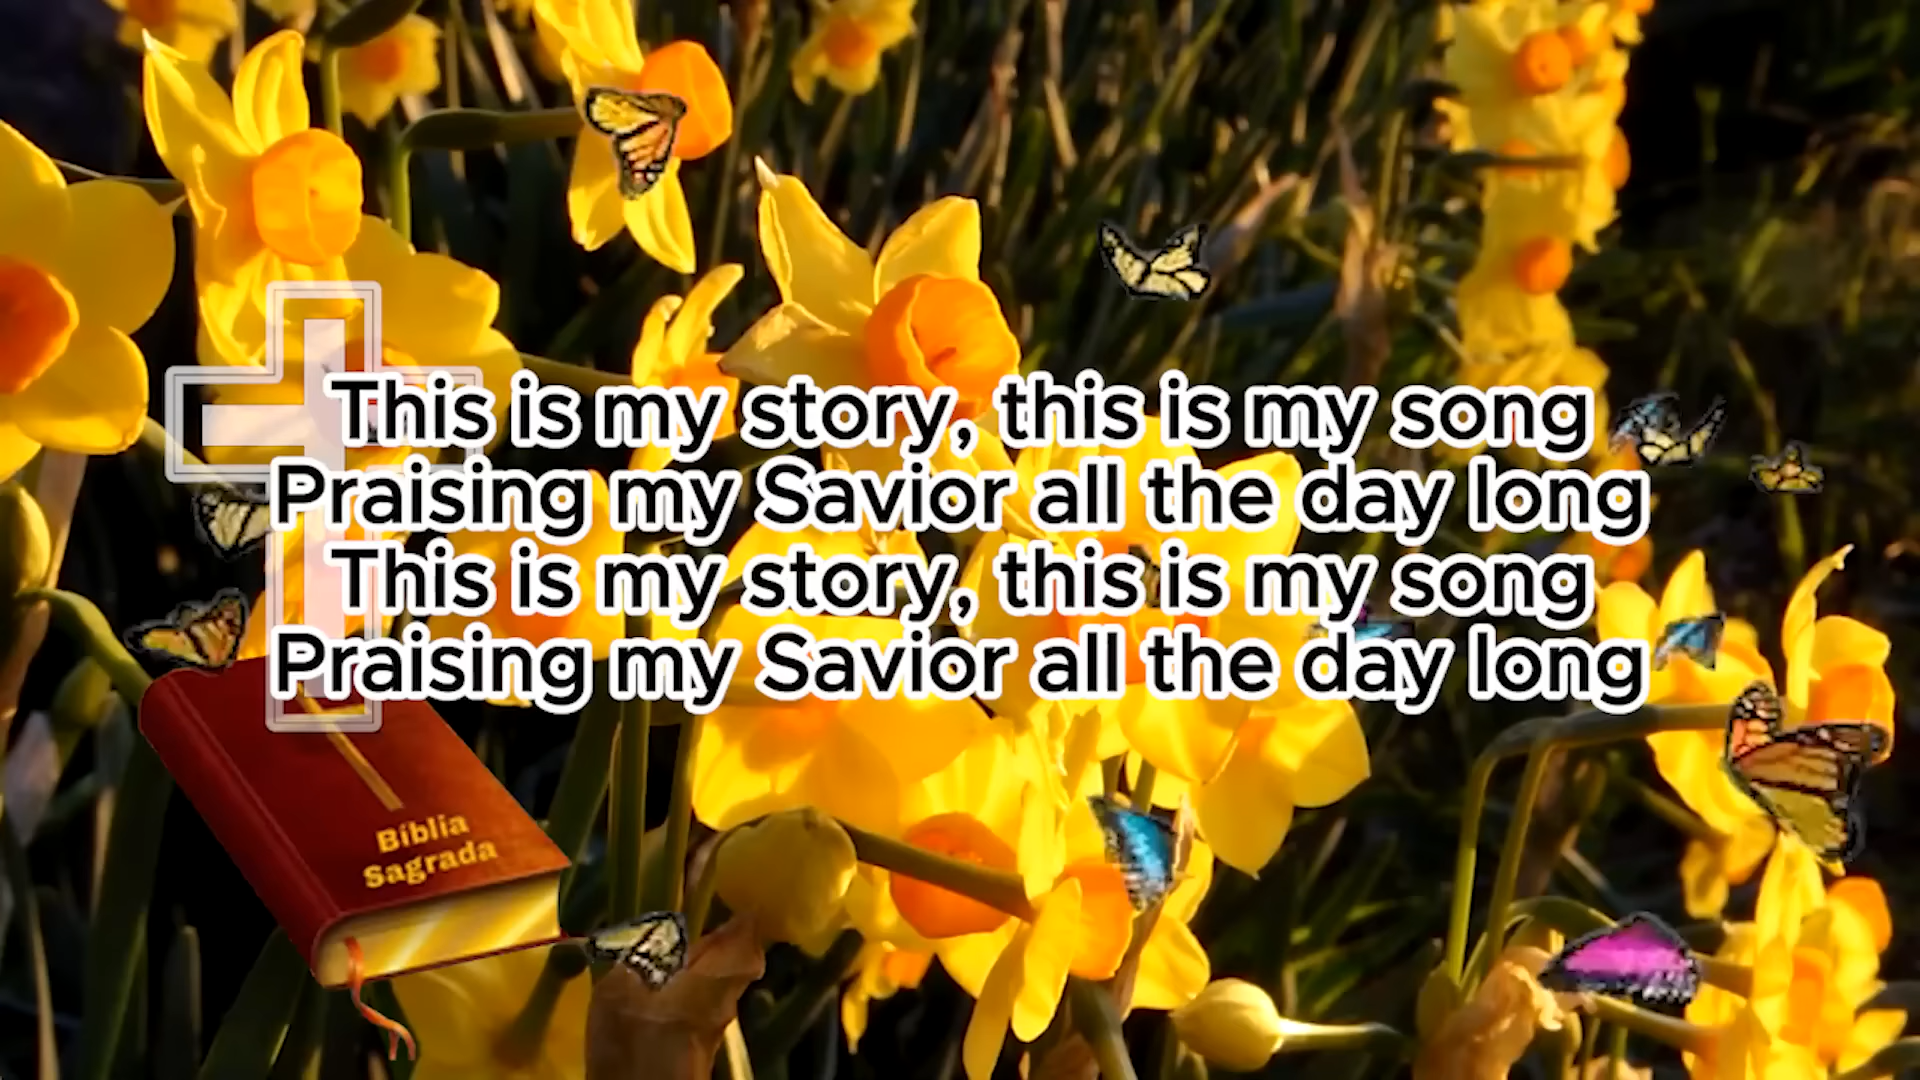 This is my story, this is my song
Praising my Savior all the day long
This is my story, this is my song
Praising my Savior all the day long
Bíblia
Sagrada